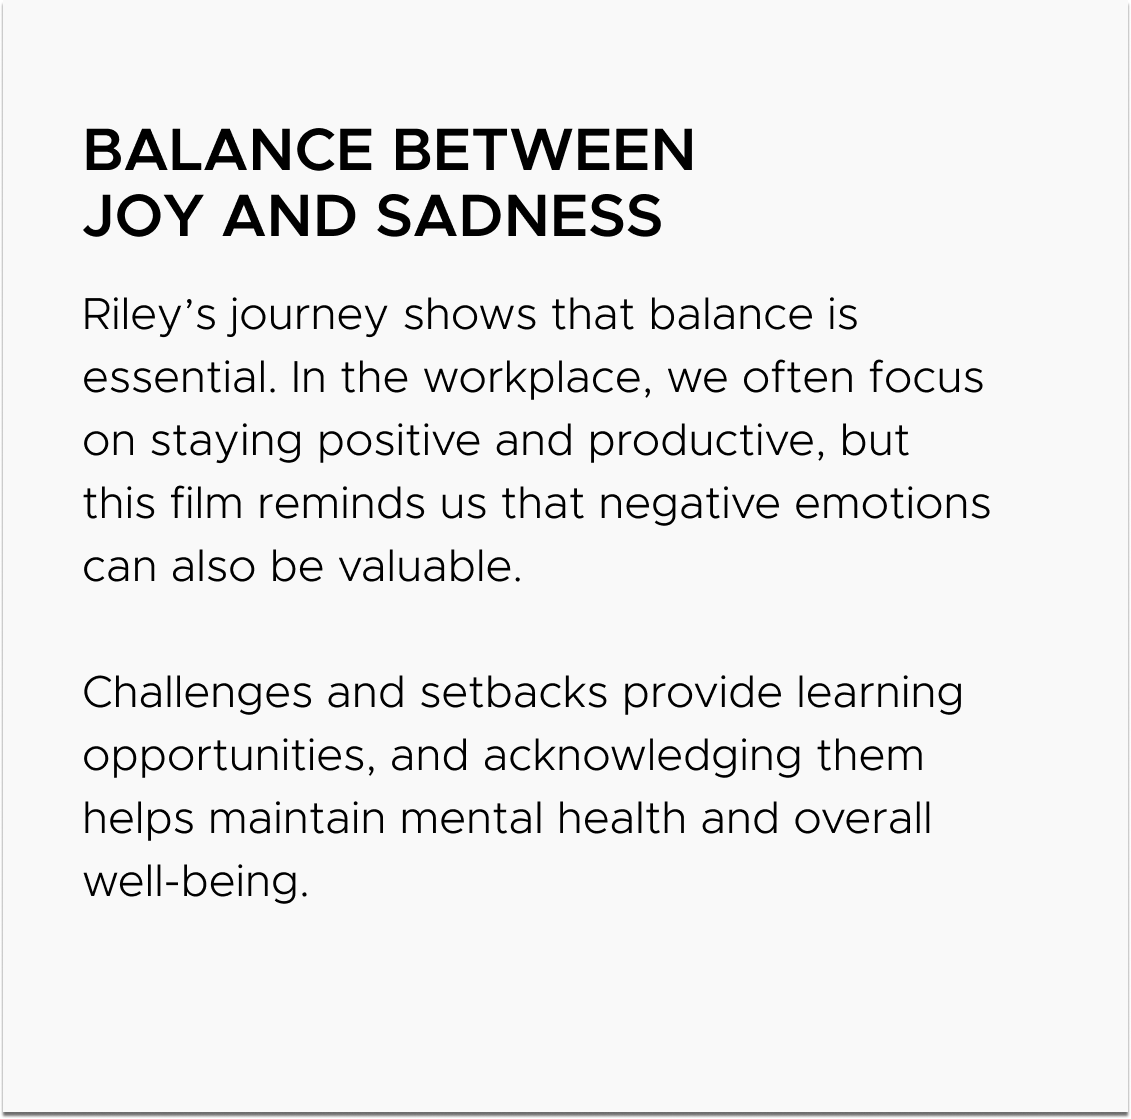 BALANCE BETWEEN
JOY AND SADNESS
Riley’s journey shows that balance is
essential. In the workplace, we often focus
on staying positive and productive, but
this film reminds us that negative emotions
can also be valuable.
Challenges and setbacks provide learning
opportunities, and acknowledging them
helps maintain mental health and overall
well-being.